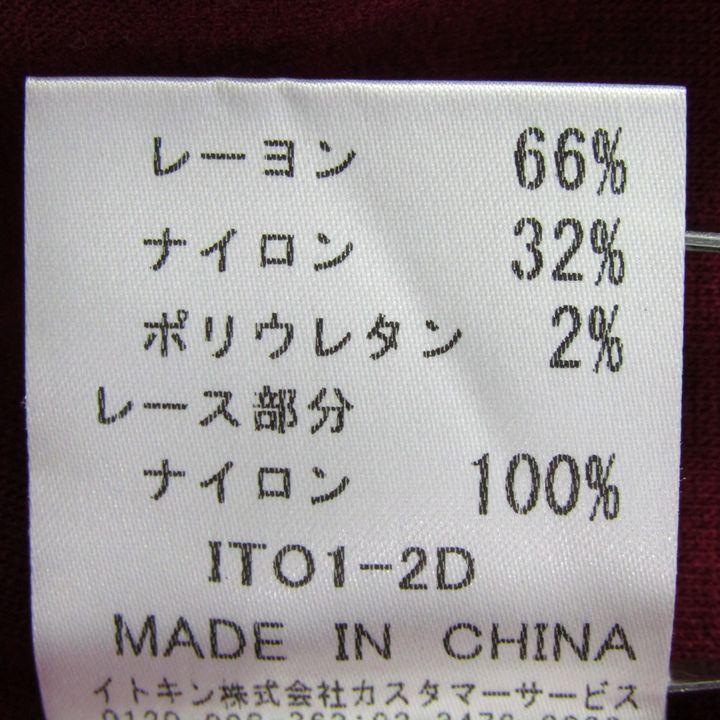 レーヨン 66%
ナイロン 32%
ポリウレタン 2%
レース部分
ナイロン 100%
IT01-2D
MADE IN CHINA
イトキン株式会社カスタマーサービス